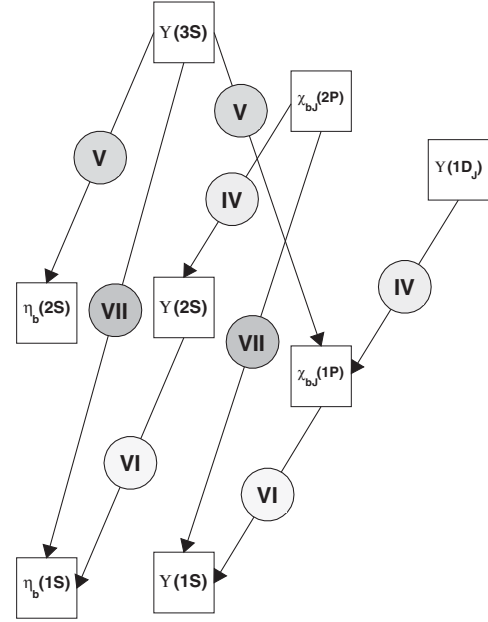 ϒ(3S)
χbJ(2P)
V
V
ϒ(1DJ)
IV
IV
ηb(2S)
VII
ϒ(2S)
VII
χbJ(1P)
VI
VI
ηb(1S)
ϒ(1S)